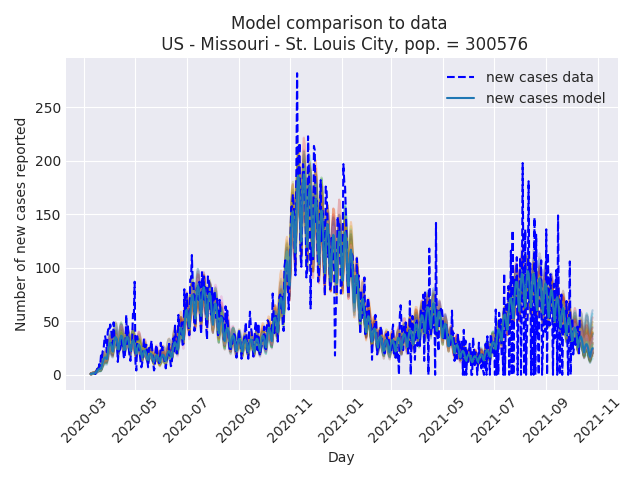 Model comparison to data
US - Missouri - St. Louis City, pop. = 300576
new cases data
new cases model
Number of new cases reported
250
200
150
100
50
0
2020-03
2020-05
2020-07
2020-09
2020-11
2021-01
2021-03
2021-05
2021-07
2021-09
2021-11
Day